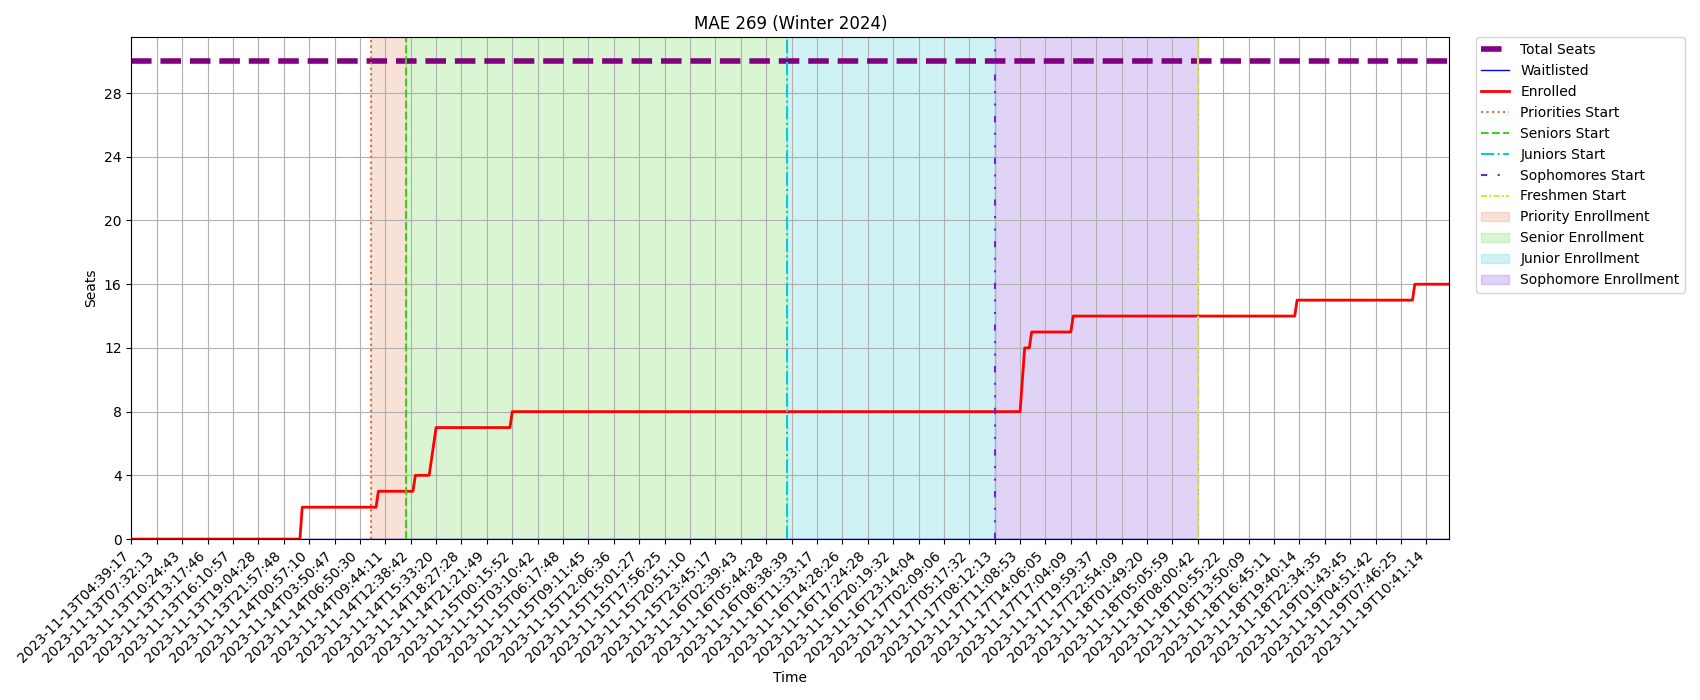 MAE 269 (Winter 2024)
Seats
28
24
20
16
12
8
4
0
2023-11-13T04:39:17
2023-11-13T07:32:13
2023-11-13T10:24:43
2023-11-13T13:17:46
2023-11-13T16:10:57
2023-11-13T19:04:28
2023-11-13T21:57:48
2023-11-14T00:57:10
2023-11-14T03:50:47
2023-11-14T06:50:30
2023-11-14T09:44:11
2023-11-14T12:38:42
2023-11-14T15:33:20
2023-11-14T18:27:28
2023-11-14T21:21:49
2023-11-15T00:15:52
2023-11-15T03:10:42
2023-11-15T06:17:48
2023-11-15T09:11:45
2023-11-15T12:06:36
2023-11-15T15:01:27
2023-11-15T17:56:25
2023-11-15T20:51:10
2023-11-15T23:45:17
2023-11-16T02:39:43
2023-11-16T05:44:28
2023-11-16T08:38:39
2023-11-16T11:33:17
2023-11-16T14:28:26
2023-11-16T17:24:28
2023-11-16T20:19:32
2023-11-16T23:14:04
2023-11-17T02:09:06
2023-11-17T05:17:32
2023-11-17T08:12:13
2023-11-17T11:08:53
2023-11-17T14:06:05
2023-11-17T17:04:09
2023-11-17T19:59:37
2023-11-17T22:54:09
2023-11-18T01:49:20
2023-11-18T05:05:59
2023-11-18T08:00:42
2023-11-18T10:55:22
2023-11-18T13:50:09
2023-11-18T16:45:11
2023-11-18T19:40:14
2023-11-18T22:34:35
2023-11-19T01:43:45
2023-11-19T04:51:42
2023-11-19T07:46:25
2023-11-19T10:41:14
Time
Total Seats
Waitlisted
Enrolled
Priorities Start
Seniors Start
Juniors Start
Sophomores Start
Freshmen Start
Priority Enrollment
Senior Enrollment
Junior Enrollment
Sophomore Enrollment